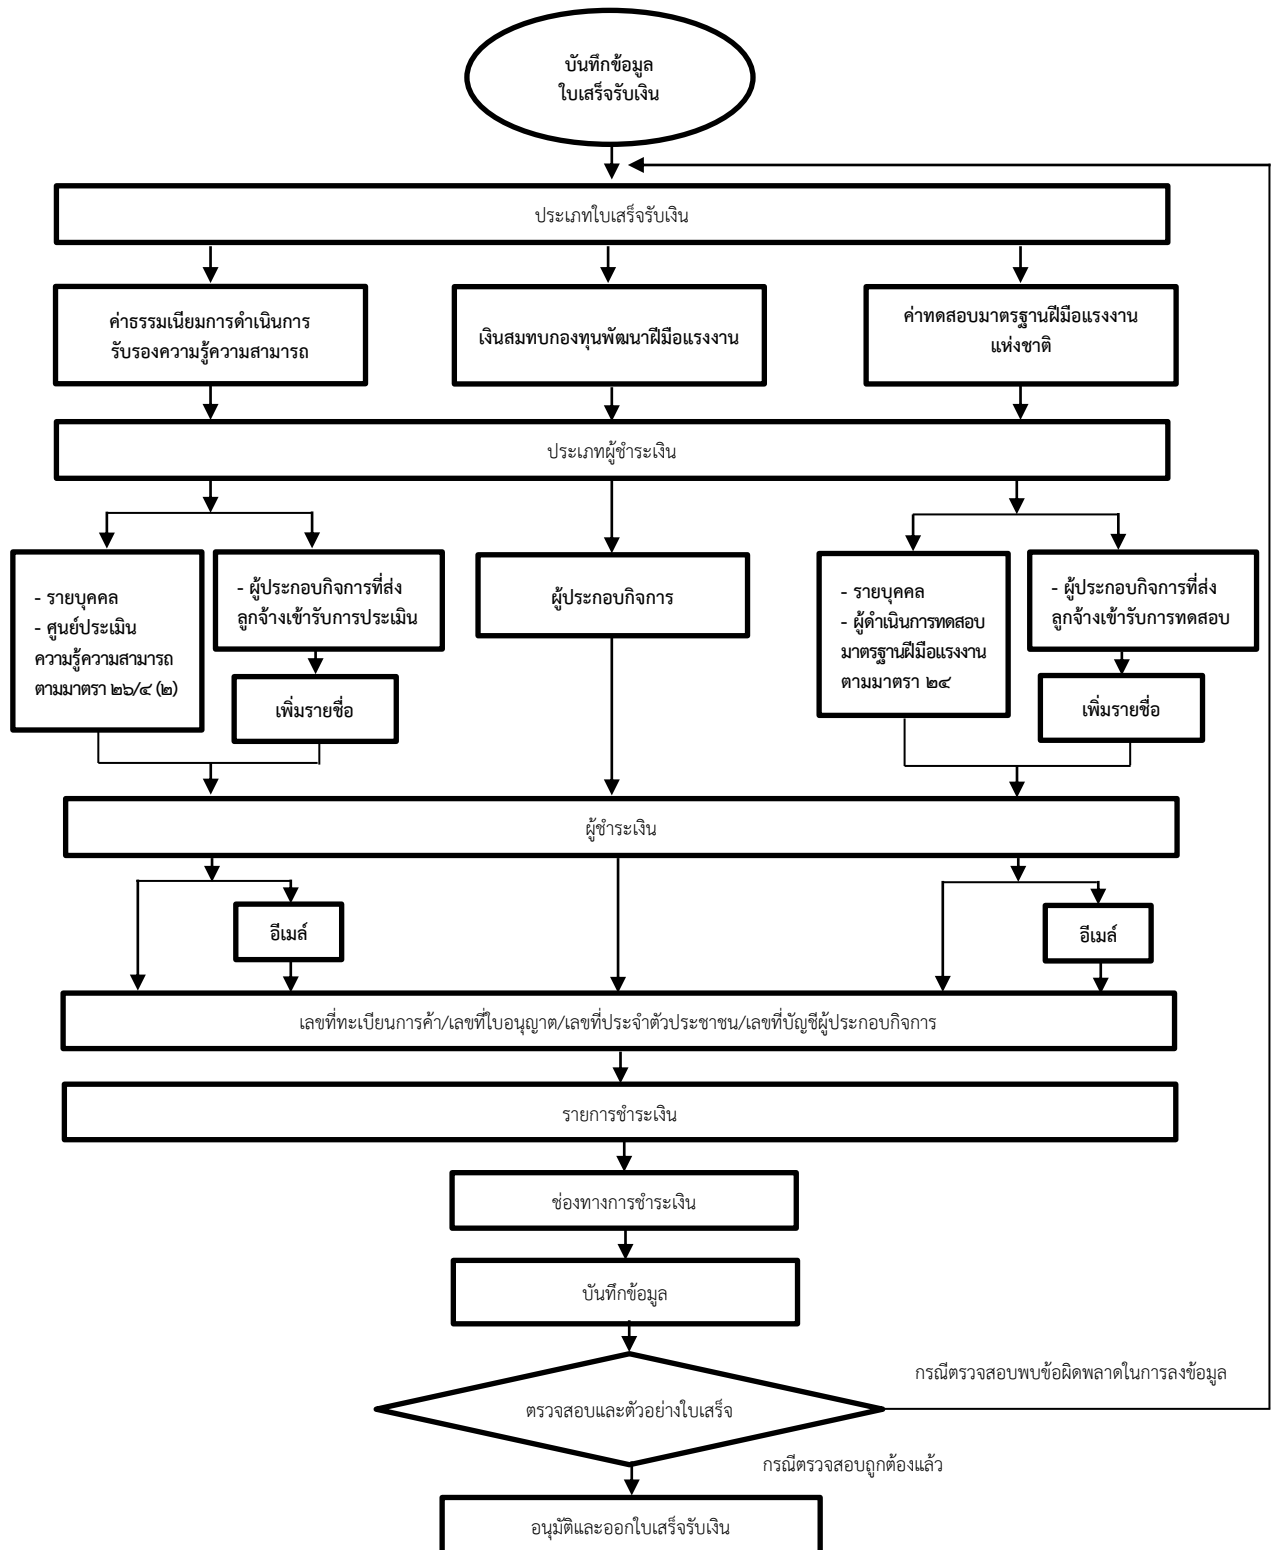 บันทึกข้อมูล
ใบเสร็จรับเงิน
ประเภทใบเสร็จรับเงิน
ค่าธรรมเนียมการดำเนินการ
รับรองความรู้ความสามารถ
เงินสมทบกองทุนพัฒนาฝีมือแรงงาน
ค่าทดสอบมาตรฐานฝีมือแรงงาน
แห่งชาติ
ประเภทผู้ชำระเงิน
- รายบุคคล
- ศูนย์ประเมิน
ความรู้ความสามารถ
ตามมาตรา ๒๖/๔ (๒)
- ผู้ประกอบกิจการที่ส่ง
ลูกจ้างเข้ารับการประเมิน
เพิ่มรายชื่อ
ผู้ประกอบกิจการ
- รายบุคคล
- ผู้ดำเนินการทดสอบ
มาตรฐานฝีมือแรงงาน
ตามมาตรา ๒๔
- ผู้ประกอบกิจการที่ส่ง
ลูกจ้างเข้ารับการทดสอบ
เพิ่มรายชื่อ
ผู้ชำระเงิน
อีเมล์
อีเมล์
เลขที่ทะเบียนการค้า/เลขที่ใบอนุญาต/เลขที่ประจำตัวประชาชน/เลขที่บัญชีผู้ประกอบกิจการ
รายการชำระเงิน
ช่องทางการชำระเงิน
บันทึกข้อมูล
กรณีตรวจสอบพบข้อผิดพลาดในการลงข้อมูล
ตรวจสอบและตัวอย่างใบเสร็จ
กรณีตรวจสอบถูกต้องแล้ว
อนุมัติและออกใบเสร็จรับเงิน